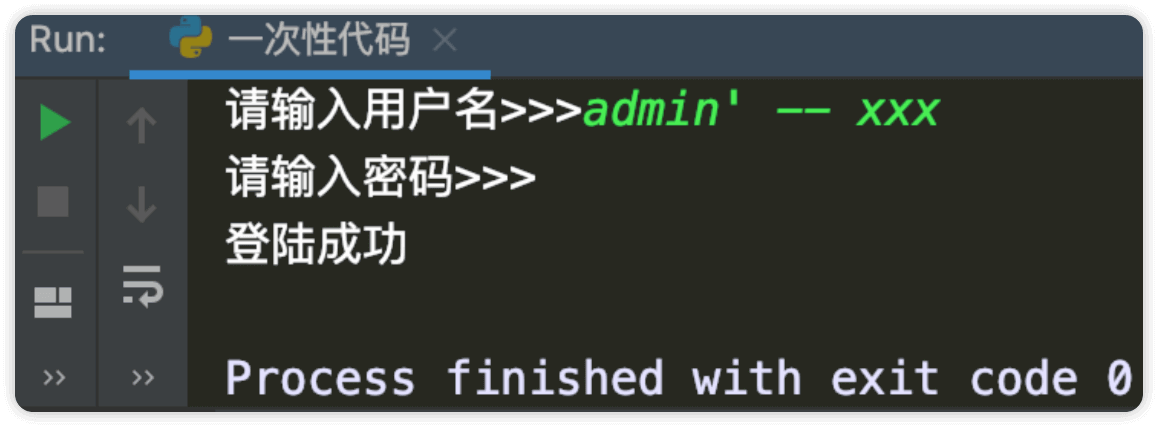 Run: 一次性代码
请输入用户名>>>admin' -- xxx
请输入密码>>>
登陆成功
Process finished with exit code 0